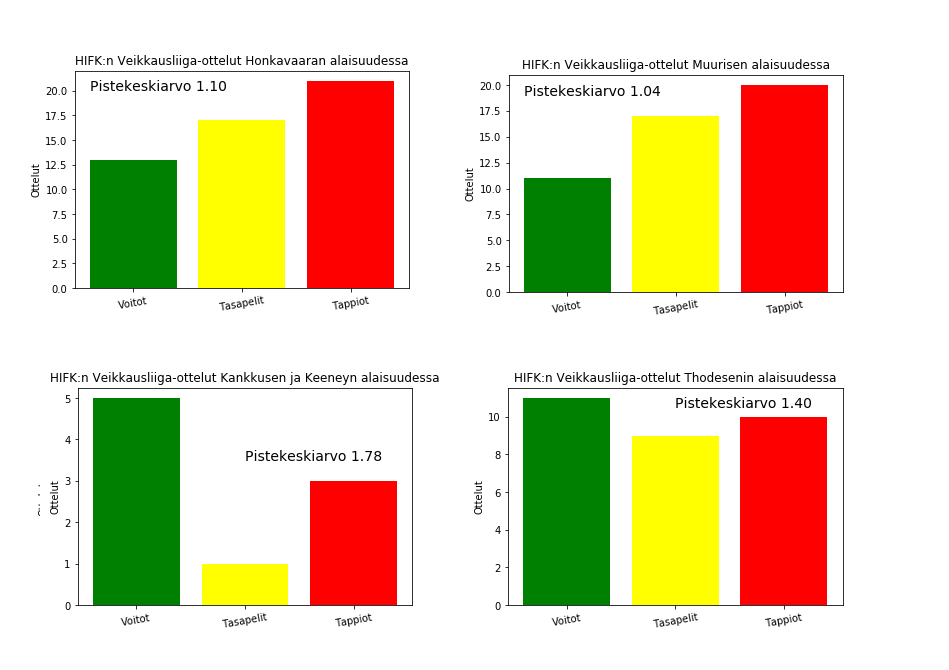 HIFK:n Veikkausliiga-ottelut Honkavaaran alaisuudessa
Pistekeskiarvo 1.10
20.0
17.5
15.0
12.5
10.0
7.5
5.0
2.5
0.0
Ottelut
Voitot Tasapelit Tappiot
HIFK:n Veikkausliiga-ottelut Muurisen alaisuudessa
Pistekeskiarvo 1.04
20.0
17.5
15.0
12.5
10.0
7.5
5.0
2.5
0.0
Ottelut
Voitot Tasapelit Tappiot
HIFK:n Veikkausliiga-ottelut Kankkusen ja Keeneyn alaisuudessa
Pistekeskiarvo 1.78
5
4
3
2
1
0
Ottelut
Voitot Tasapelit Tappiot
HIFK:n Veikkausliiga-ottelut Thodesenin alaisuudessa
Pistekeskiarvo 1.40
10
8
6
4
2
0
Ottelut
Voitot Tasapelit Tappiot